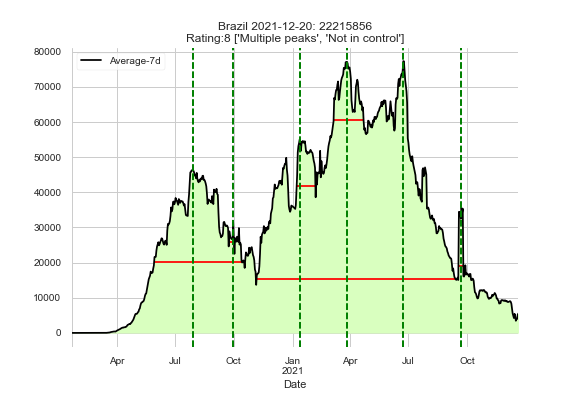 Brazil 2021-12-20: 22215856
Rating:8 ['Multiple peaks', 'Not in control']
Average-7d
80000
70000
60000
50000
40000
30000
20000
10000
0
Apr Jul Oct Jan Apr Jul Oct
2021
Date